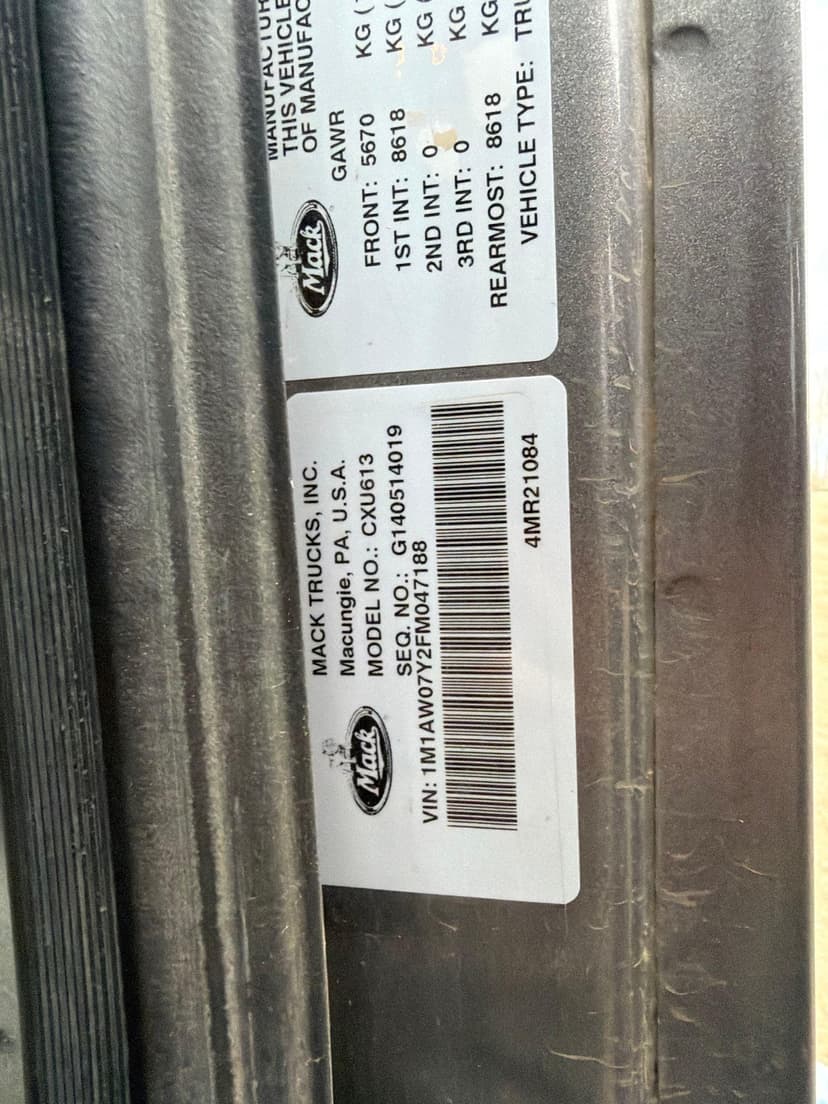 MANUFACTUR
THIS VEHICLE
OF MANUFAC
Mack
GAWR
FRONT: 5670 KG (
1ST INT: 8618 KG (
2ND INT: 0 KG (
3RD INT: 0 KG
REARMOST: 8618 KG
VEHICLE TYPE: TRU
Mack
MACK TRUCKS, INC.
Macungie, PA, U.S.A.
MODEL NO.: CXU613
SEQ. NO.: G140514019
VIN: 1M1AW07Y2FM047188
4MR21084